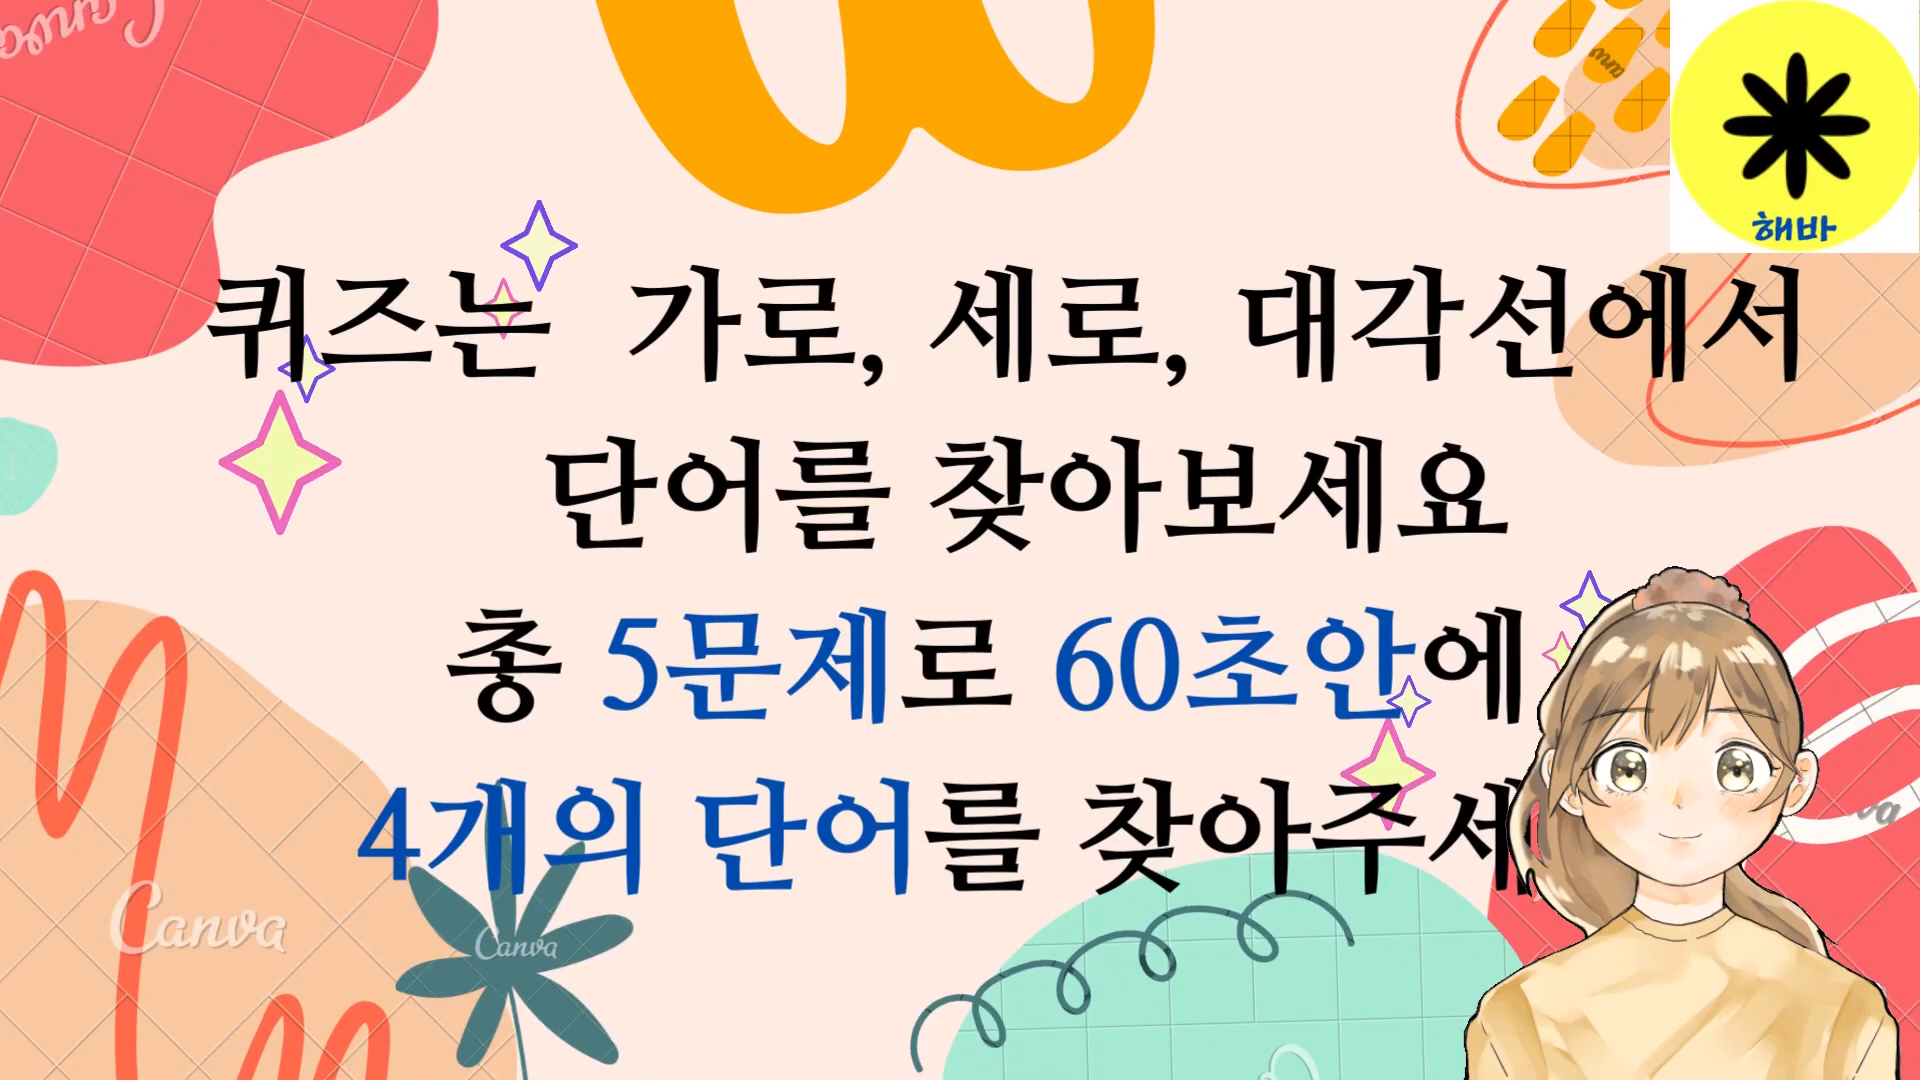 Canva
해바
퀴즈는 가로, 세로, 대각선에서
단어를 찾아보세요
총 5문제로 60초안에
4개의 단어를 찾아주세
Canva
Canva